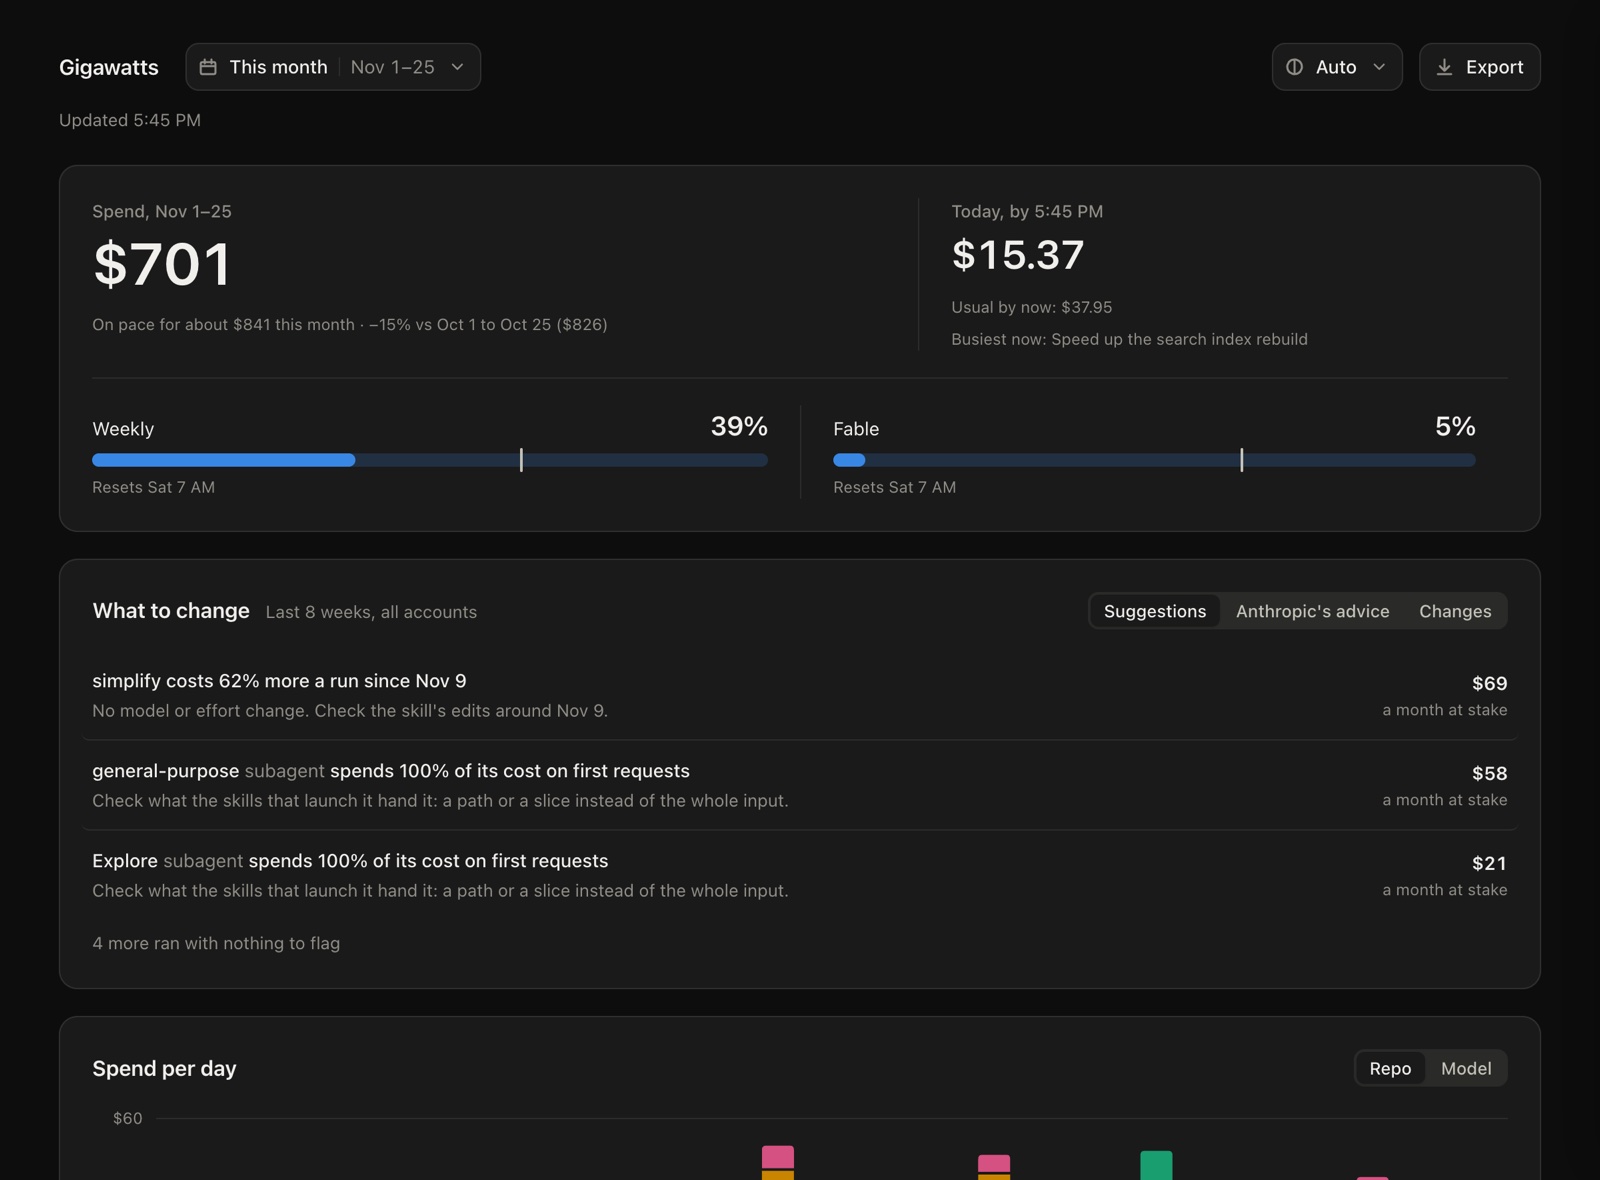 Gigawatts
This month Nov 1–25
Auto
Export
Updated 5:45 PM
Spend, Nov 1–25
$701
On pace for about $841 this month · −15% vs Oct 1 to Oct 25 ($826)
Today, by 5:45 PM
$15.37
Usual by now: $37.95
Busiest now: Speed up the search index rebuild
Weekly
39%
Resets Sat 7 AM
Fable
5%
Resets Sat 7 AM
What to change
Last 8 weeks, all accounts
Suggestions
Anthropic's advice
Changes
simplify costs 62% more a run since Nov 9
No model or effort change. Check the skill's edits around Nov 9.
$69
a month at stake
general-purpose subagent spends 100% of its cost on first requests
Check what the skills that launch it hand it: a path or a slice instead of the whole input.
$58
a month at stake
Explore subagent spends 100% of its cost on first requests
Check what the skills that launch it hand it: a path or a slice instead of the whole input.
$21
a month at stake
4 more ran with nothing to flag
Spend per day
Repo
Model
$60